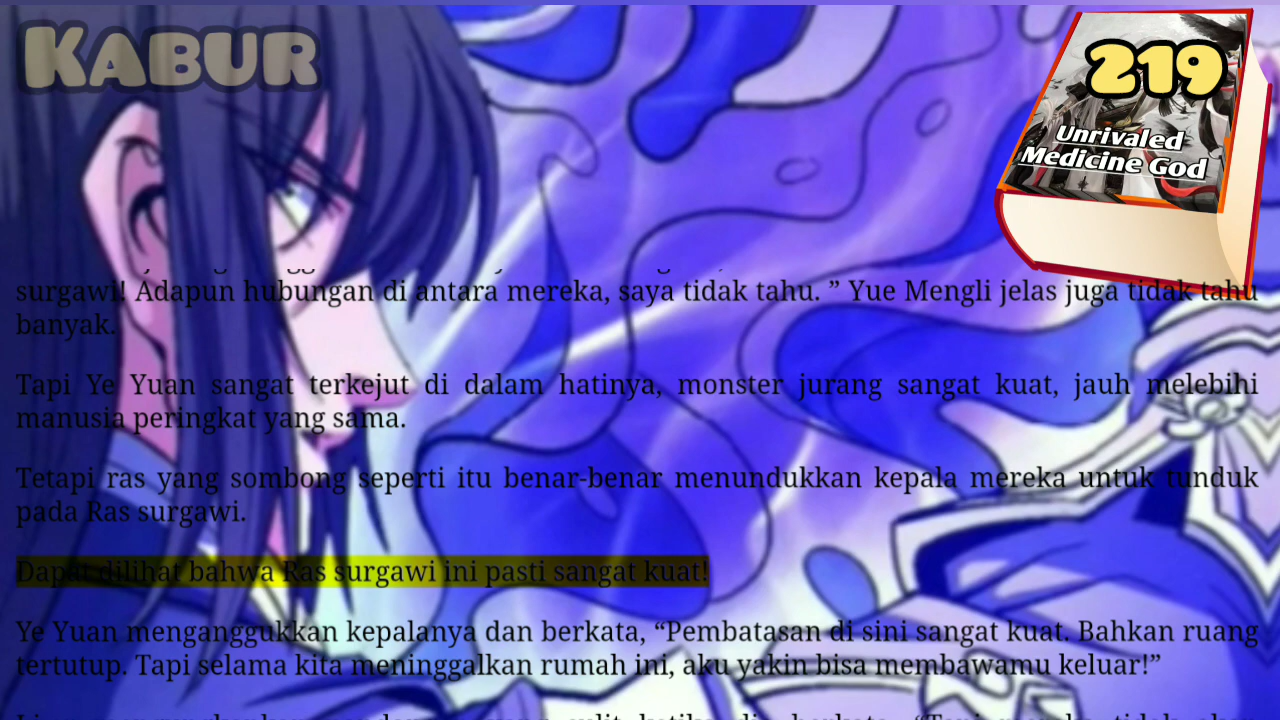 KABUR
219
Unrivaled
Medicine God
surgawi! Adapun hubungan di antara mereka, saya tidak tahu. ” Yue Mengli jelas juga tidak tahu
banyak.
Tapi Ye Yuan sangat terkejut di dalam hatinya, monster jurang sangat kuat, jauh melebihi
manusia peringkat yang sama.
Tetapi ras yang sombong seperti itu benar-benar menundukkan kepala mereka untuk tunduk
pada Ras surgawi.
Dapat dilihat bahwa Ras surgawi ini pasti sangat kuat!
Ye Yuan menganggukkan kepalanya dan berkata, “Pembatasan di sini sangat kuat. Bahkan ruang
tertutup. Tapi selama kita meninggalkan rumah ini, aku yakin bisa membawamu keluar!”